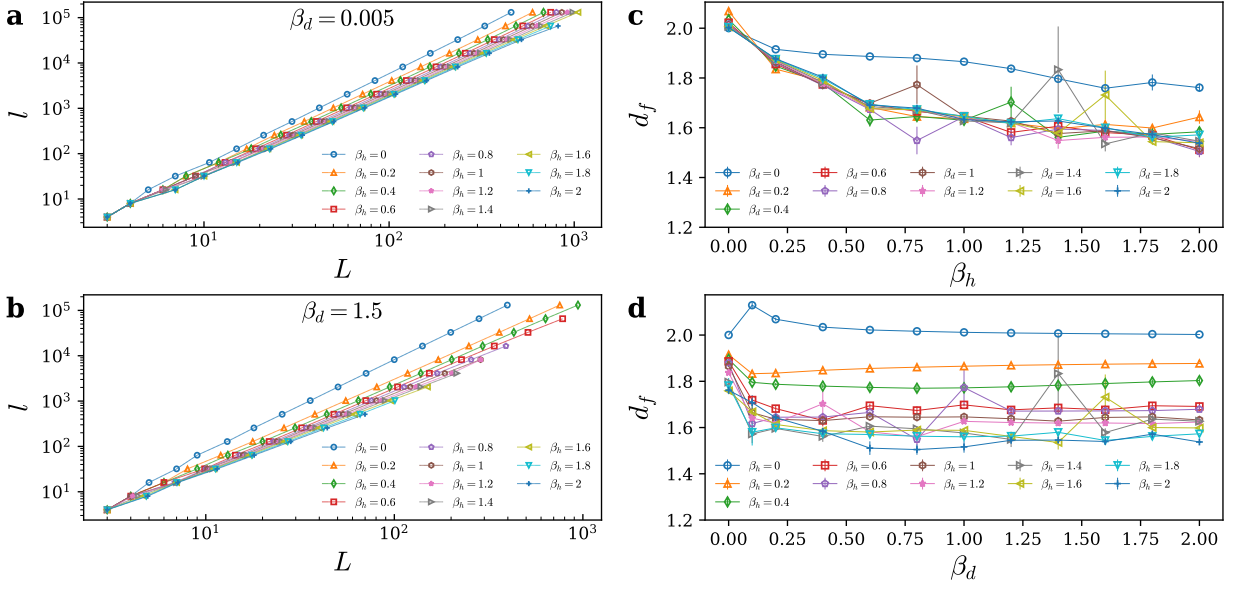 a
β_d = 0.005
10^5
10^4
10^3
10^2
10^1
l
10^1
10^2
10^3
L
β_h = 0
β_h = 0.2
β_h = 0.4
β_h = 0.6
β_h = 0.8
β_h = 1
β_h = 1.2
β_h = 1.4
β_h = 1.6
β_h = 1.8
β_h = 2
b
β_d = 1.5
10^5
10^4
10^3
10^2
10^1
l
10^1
10^2
10^3
L
β_h = 0
β_h = 0.2
β_h = 0.4
β_h = 0.6
β_h = 0.8
β_h = 1
β_h = 1.2
β_h = 1.4
β_h = 1.6
β_h = 1.8
β_h = 2
c
2.0
1.8
1.6
1.4
1.2
d_f
0.00 0.25 0.50 0.75 1.00 1.25 1.50 1.75 2.00
β_h
β_d = 0
β_d = 0.2
β_d = 0.4
β_d = 0.6
β_d = 0.8
β_d = 1
β_d = 1.2
β_d = 1.4
β_d = 1.6
β_d = 1.8
β_d = 2
d
2.0
1.8
1.6
1.4
1.2
d_f
0.00 0.25 0.50 0.75 1.00 1.25 1.50 1.75 2.00
β_d
β_h = 0
β_h = 0.2
β_h = 0.4
β_h = 0.6
β_h = 0.8
β_h = 1
β_h = 1.2
β_h = 1.4
β_h = 1.6
β_h = 1.8
β_h = 2